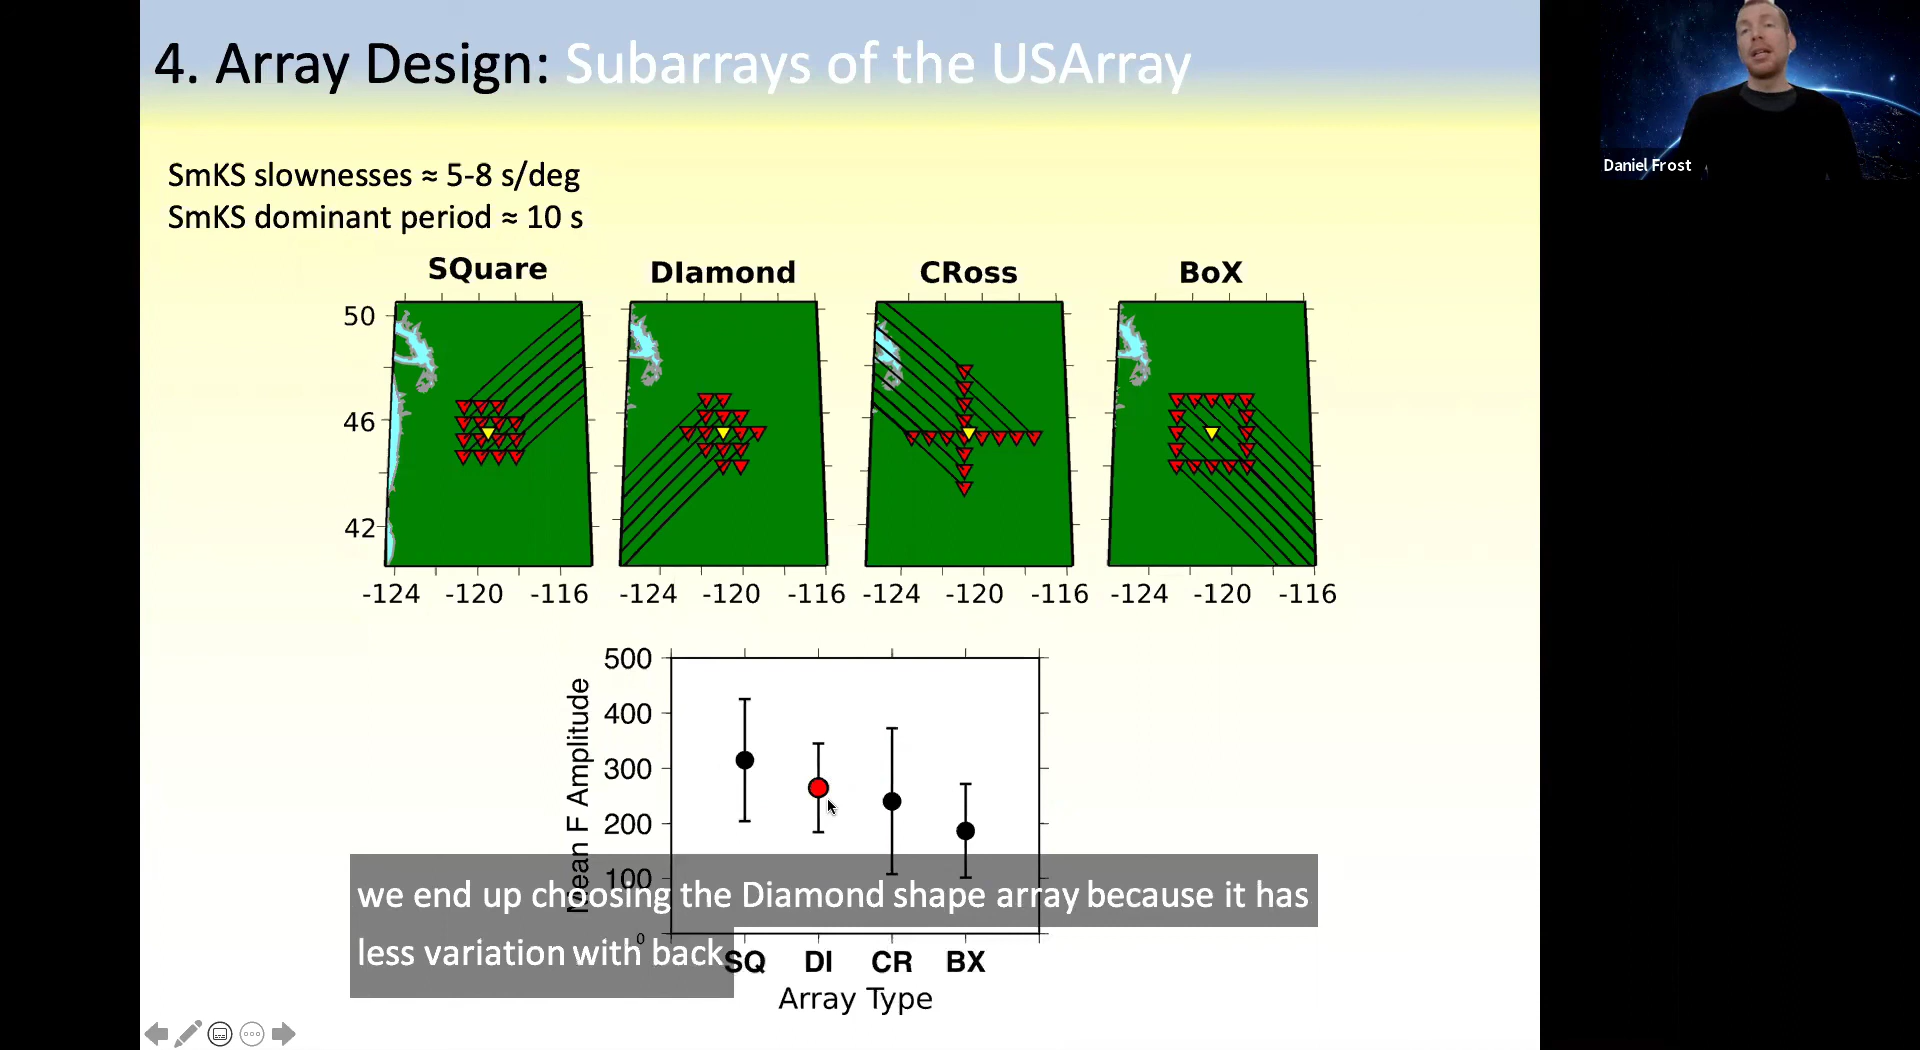 4. Array Design: Subarrays of the USArray
Daniel Frost
SmKS slownesses ≈ 5-8 s/deg
SmKS dominant period ≈ 10 s
SQuare DIamond CRoss BoX
50
46
42
-124 -120 -116 -124 -120 -116 -124 -120 -116 -124 -120 -116
500
400
300
200
100
0
Mean F Amplitude
we end up choosing the Diamond shape array because it has
less variation with back
SQ DI CR BX
Array Type